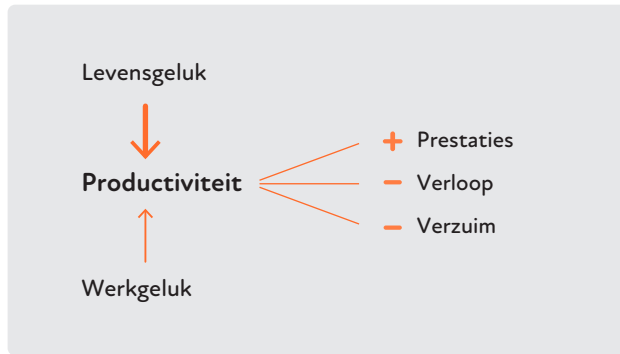 Levensgeluk
Productiviteit
Werkgeluk
+ Prestaties
- Verloop
- Verzuim